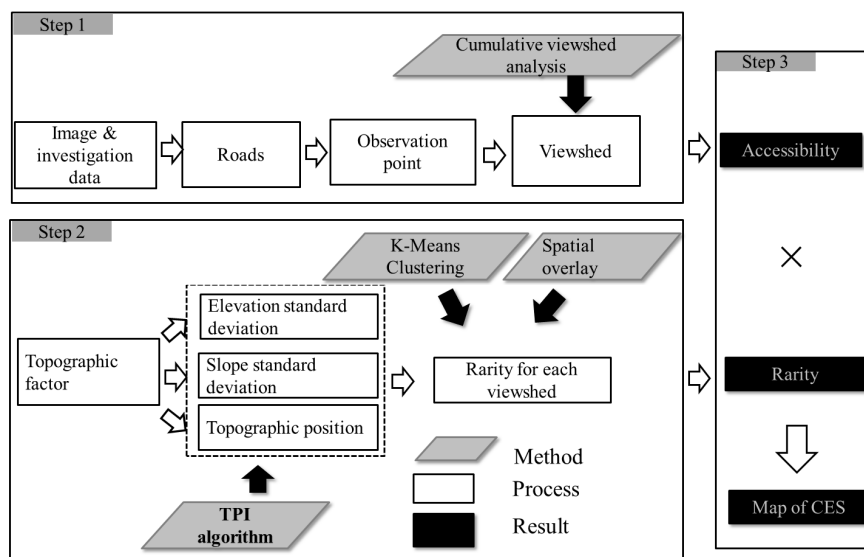 Step 1
Cumulative viewshed
analysis
Image &
investigation
data
Roads
Observation
point
Viewshed
Step 2
K-Means
Clustering
Spatial
overlay
Topographic
factor
Elevation standard
deviation
Slope standard
deviation
Topographic position
Rarity for each
viewshed
TPI
algorithm
Method
Process
Result
Step 3
Accessibility
×
Rarity
Map of CES